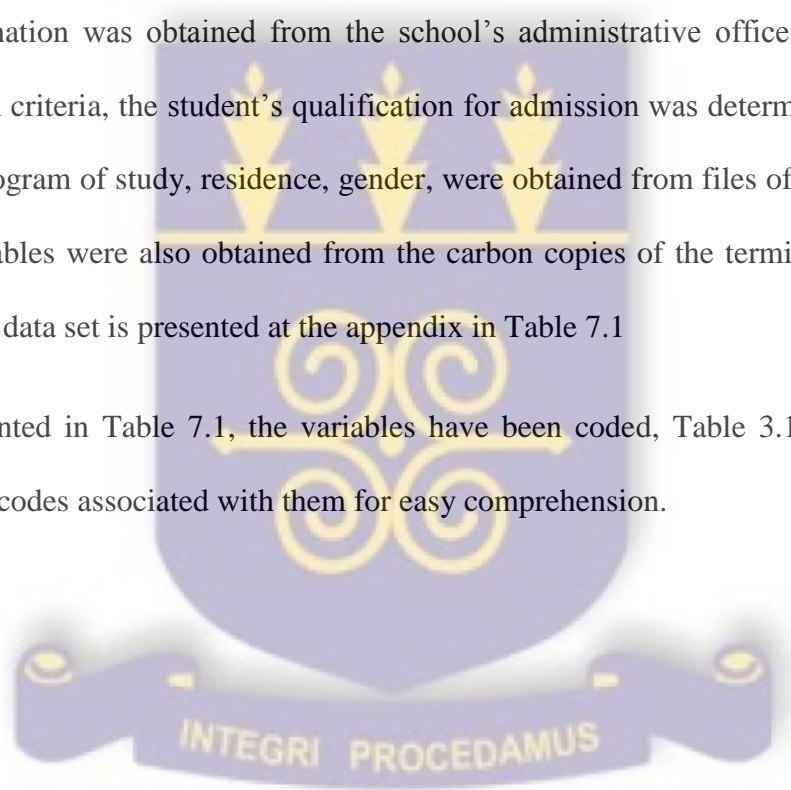 nation was obtained from the school’s administrative office
criteria, the student’s qualification for admission was determ
ogram of study, residence, gender, were obtained from files of
ables were also obtained from the carbon copies of the termi
data set is presented at the appendix in Table 7.1
nted in Table 7.1, the variables have been coded, Table 3.1
codes associated with them for easy comprehension.
INTEGRI PROCEDAMUS